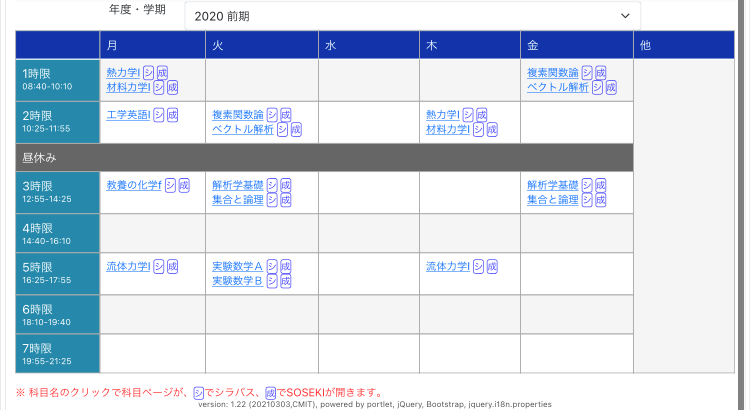 年度・学期 2020 前期
月 火 水 木 金 他
1時限 熱力学I シ 成 複素関数論 シ 成
08:40-10:10 材料力学I シ 成 ベクトル解析 シ 成
2時限 工学英語I シ 成 複素関数論 シ 成 熱力学I シ 成
10:25-11:55 ベクトル解析 シ 成 材料力学I シ 成
昼休み
3時限 教養の化学f シ 成 解析学基礎 シ 成 解析学基礎 シ 成
12:55-14:25 集合と論理 シ 成 集合と論理 シ 成
4時限
14:40-16:10
5時限 流体力学I シ 成 実験数学A シ 成 流体力学I シ 成
16:25-17:55 実験数学B シ 成
6時限
18:10-19:40
7時限
19:55-21:25
※ 科目名のクリックで科目ページが、シでシラバス、成でSOSEKIが開きます。
version: 1.22 (20210303,CMIT), powered by portlet, jQuery, Bootstrap, jquery.i18n.properties